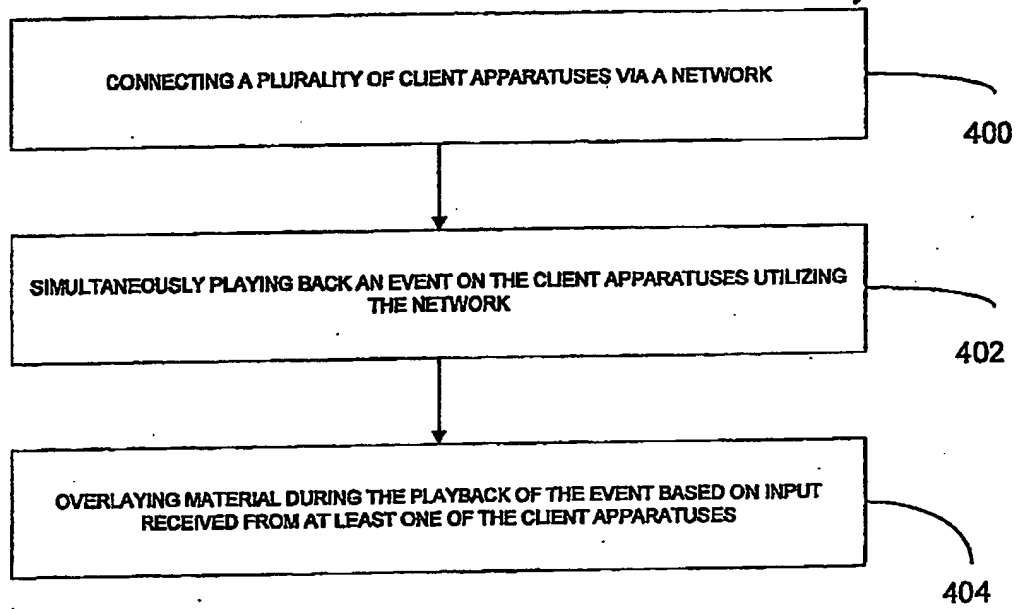 CONNECTING A PLURALITY OF CLIENT APPARATUSES VIA A NETWORK
400
SIMULTANEOUSLY PLAYING BACK AN EVENT ON THE CLIENT APPARATUSES UTILIZING
THE NETWORK
402
OVERLAYING MATERIAL DURING THE PLAYBACK OF THE EVENT BASED ON INPUT
RECEIVED FROM AT LEAST ONE OF THE CLIENT APPARATUSES
404